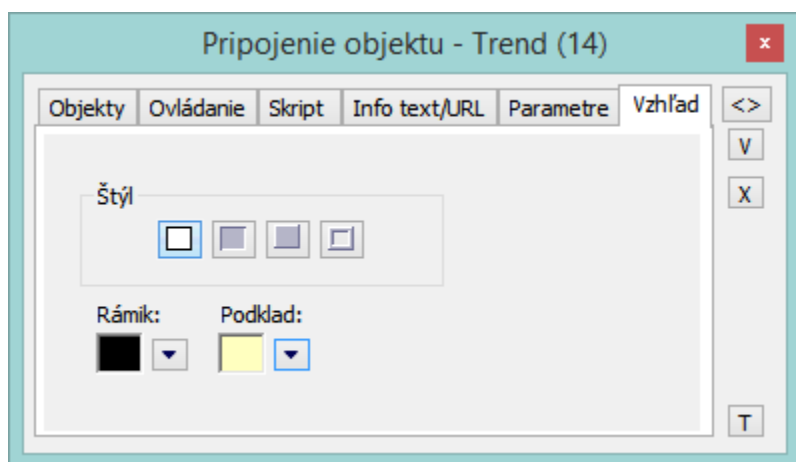 Pripojenie objektu - Trend (14)
x
Objekty Ovládanie Skript Info text/URL Parametre Vzhľad <>
V
X
Štýl
Rámik: Podklad:
T